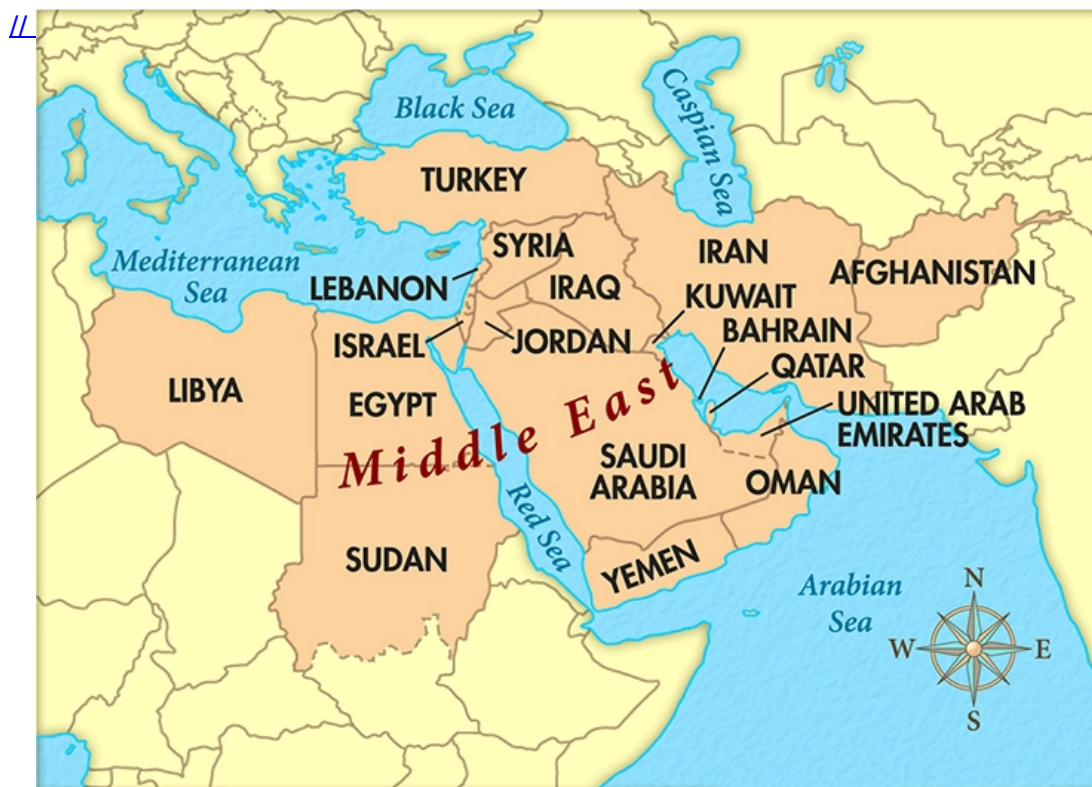 //
Black Sea
Caspian Sea
TURKEY
Mediterranean
Sea
SYRIA
LEBANON
IRAQ
IRAN
AFGHANISTAN
KUWAIT
ISRAEL
JORDAN
BAHRAIN
QATAR
LIBYA
EGYPT
UNITED ARAB
EMIRATES
Middle East
SAUDI
ARABIA
OMAN
Red Sea
SUDAN
YEMEN
Arabian
Sea
N
W E
S